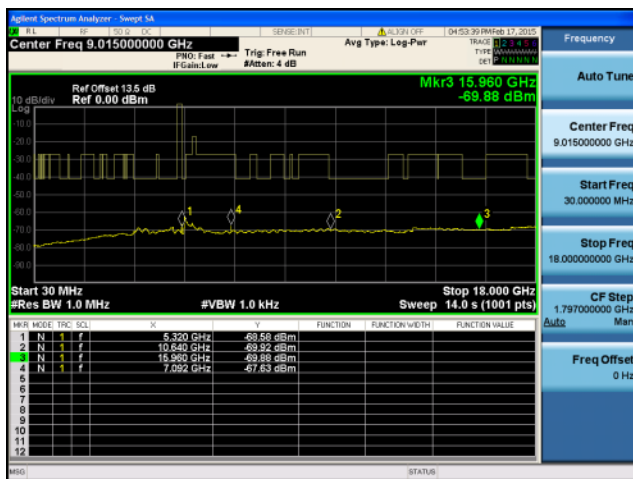 Agilent Spectrum Analyzer - Swept SA
RL RF 50 Ω DC SENSE:INT ALIGN OFF 04:53:39 PM Feb 17, 2015
Center Freq 9.015000000 GHz
PNO: Fast
IFGain:Low
Trig: Free Run
#Atten: 4 dB
Avg Type: Log-Pwr
TRACE 1 2 3 4 5 6
TYPE
DET P N N N N N
Ref Offset 13.5 dB
10 dB/div Ref 0.00 dBm
Log
Mkr3 15.960 GHz
-69.88 dBm
-10.0
-20.0
-30.0
-40.0
-50.0
-60.0
-70.0
-80.0
-90.0
1
4
2
3
Start 30 MHz Stop 18.000 GHz
#Res BW 1.0 MHz #VBW 1.0 kHz Sweep 14.0 s (1001 pts)
MKR MODE TRC SCL X Y FUNCTION FUNCTION WIDTH FUNCTION VALUE
1 N 1 f 5.320 GHz -68.58 dBm
2 N 1 f 10.640 GHz -69.92 dBm
3 N 1 f 15.960 GHz -69.88 dBm
4 N 1 f 7.092 GHz -67.63 dBm
5
6
7
8
9
10
11
12
MSG STATUS
Frequency
Auto Tune
Center Freq
9.015000000 GHz
Start Freq
30.000000 MHz
Stop Freq
18.000000000 GHz
CF Step
1.797000000 GHz
Auto Man
Freq Offset
0 Hz